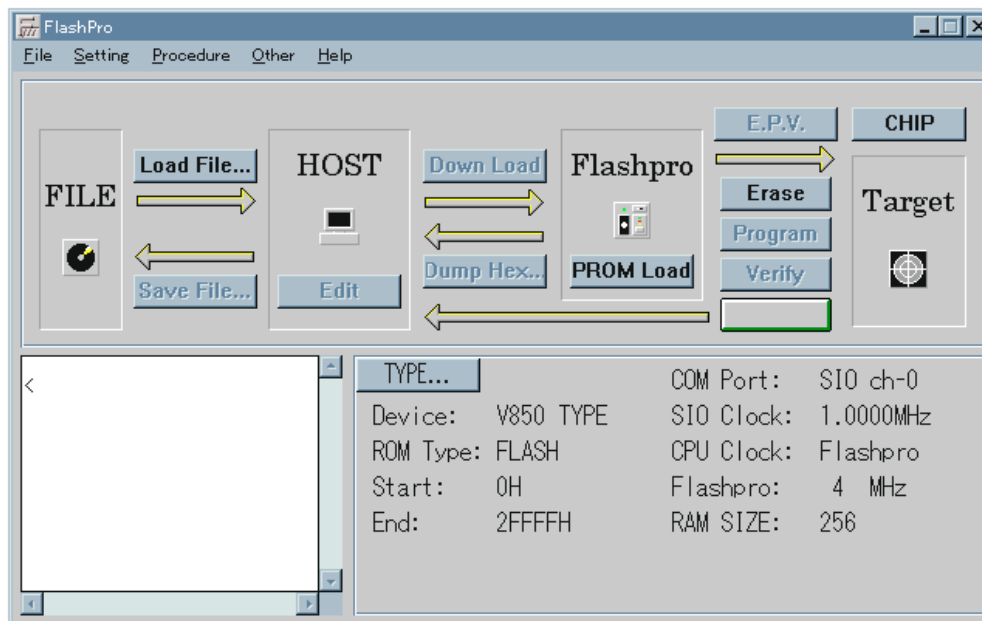 FlashPro
File Setting Procedure Other Help
E.P.V. CHIP
Load File... HOST Down Load Flashpro
FILE Erase Target
Program
Save File... Edit Dump Hex... PROM Load Verify
<
TYPE... COM Port: SIO ch-0
Device: V850 TYPE SIO Clock: 1.0000MHz
ROM Type: FLASH CPU Clock: Flashpro
Start: 0H Flashpro: 4 MHz
End: 2FFFFH RAM SIZE: 256